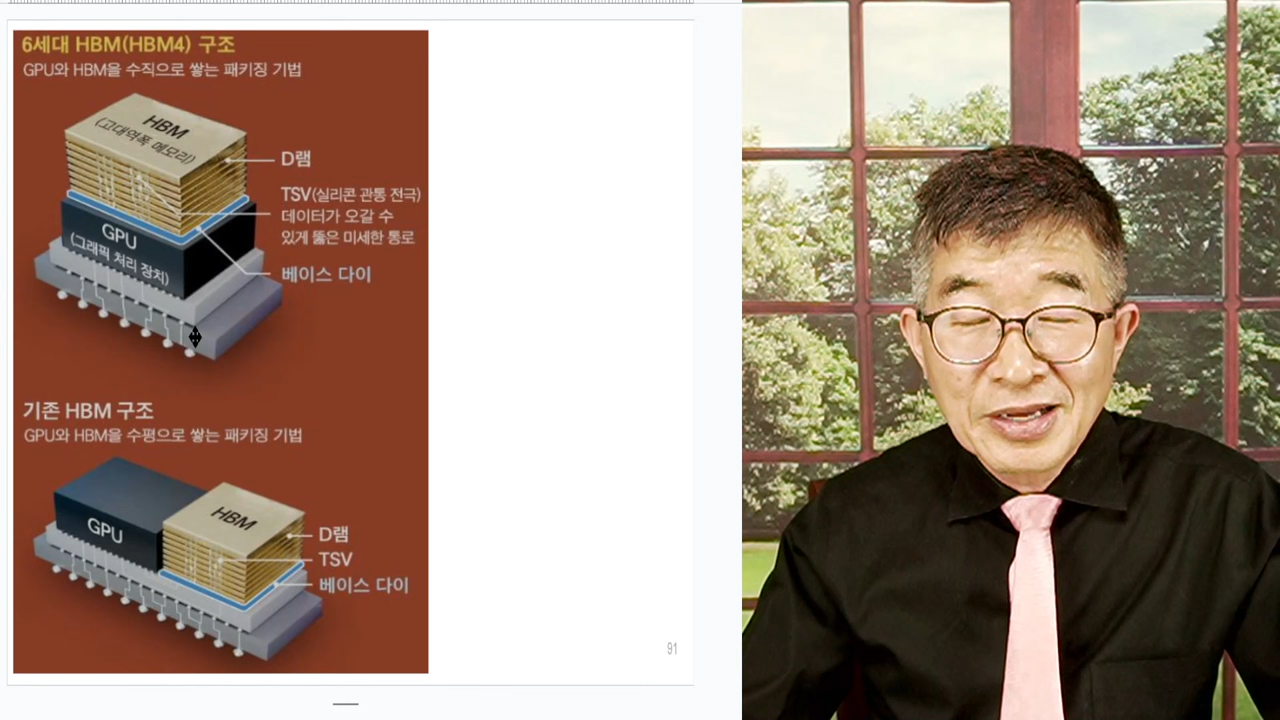 6세대 HBM(HBM4) 구조
GPU와 HBM을 수직으로 쌓는 패키징 기법
HBM
(고대역폭 메모리)
D램
TSV(실리콘 관통 전극)
데이터가 오갈 수
있게 뚫은 미세한 통로
GPU
(그래픽 처리 장치)
베이스 다이
기존 HBM 구조
GPU와 HBM을 수평으로 쌓는 패키징 기법
GPU
HBM
D램
TSV
베이스 다이
91